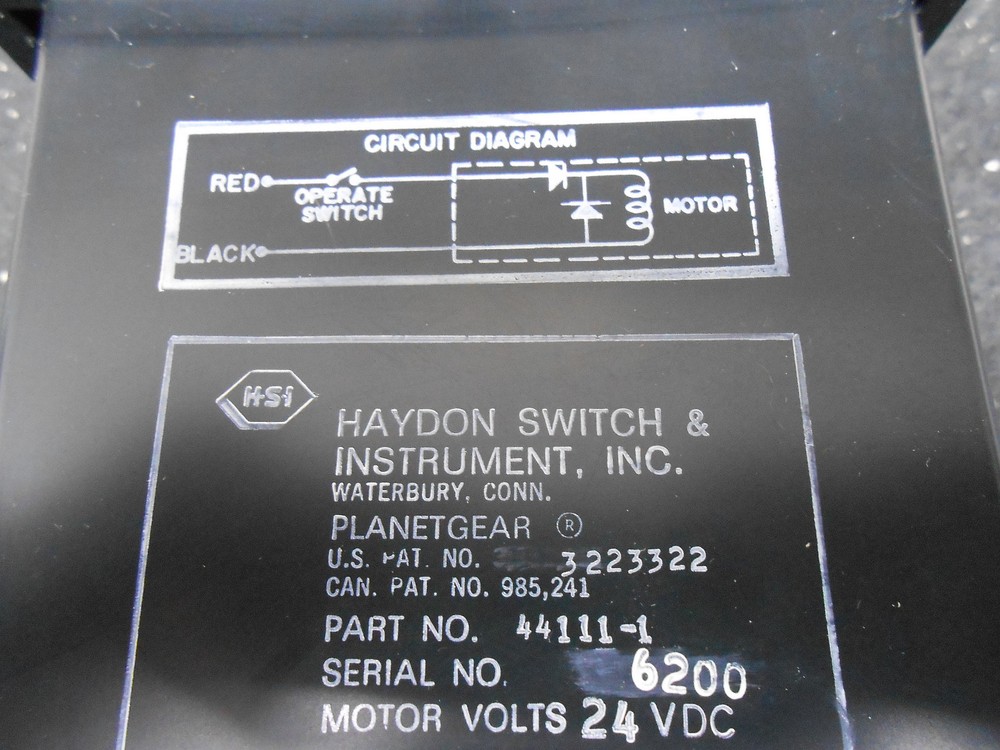 CIRCUIT DIAGRAM
RED
OPERATE
SWITCH
MOTOR
BLACK
HSI
HAYDON SWITCH &
INSTRUMENT, INC.
WATERBURY, CONN.
PLANETGEAR ®
U.S. PAT. NO. 3223322
CAN. PAT. NO. 985,241
PART NO. 44111-1
SERIAL NO. 6200
MOTOR VOLTS 24 VDC